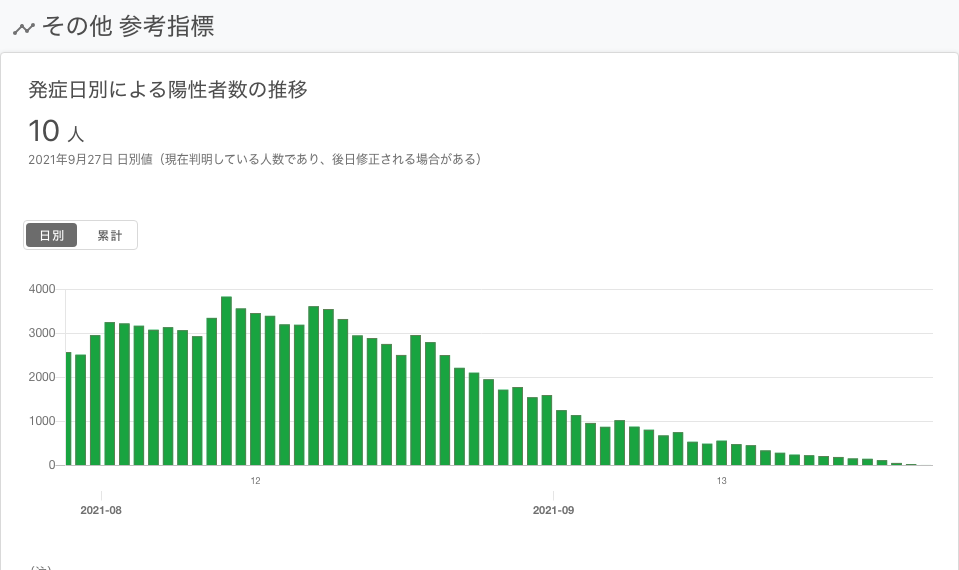 その他 参考指標
発症日別による陽性者数の推移
10 人
2021年9月27日 日別値（現在判明している人数であり、後日修正される場合がある）
日別 累計
4000
3000
2000
1000
0
12 13
2021-08 2021-09